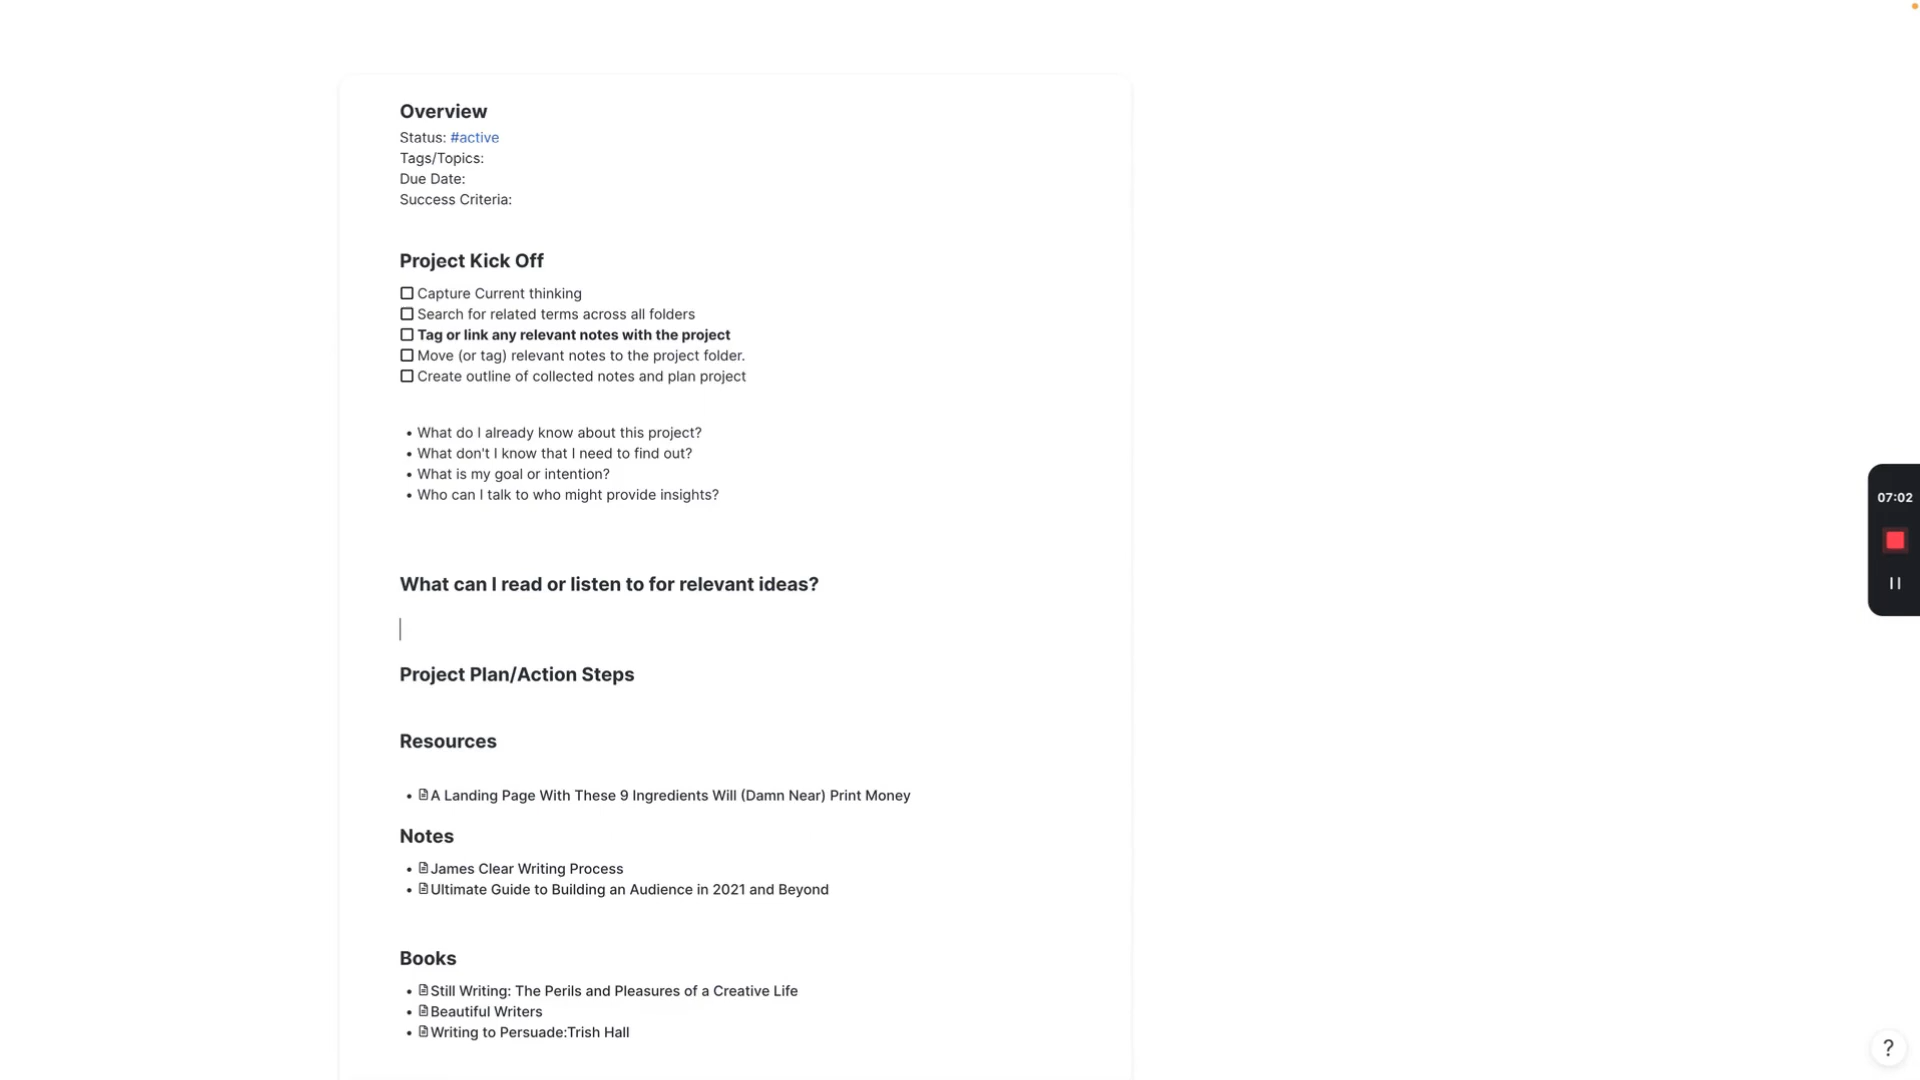 Overview
Status: #active
Tags/Topics:
Due Date:
Success Criteria:
Project Kick Off
Capture Current thinking
Search for related terms across all folders
Tag or link any relevant notes with the project
Move (or tag) relevant notes to the project folder.
Create outline of collected notes and plan project
• What do I already know about this project?
• What don't I know that I need to find out?
• What is my goal or intention?
• Who can I talk to who might provide insights?
07:02
What can I read or listen to for relevant ideas?
Project Plan/Action Steps
Resources
• A Landing Page With These 9 Ingredients Will (Damn Near) Print Money
Notes
• James Clear Writing Process
• Ultimate Guide to Building an Audience in 2021 and Beyond
Books
• Still Writing: The Perils and Pleasures of a Creative Life
• Beautiful Writers
• Writing to Persuade:Trish Hall
?